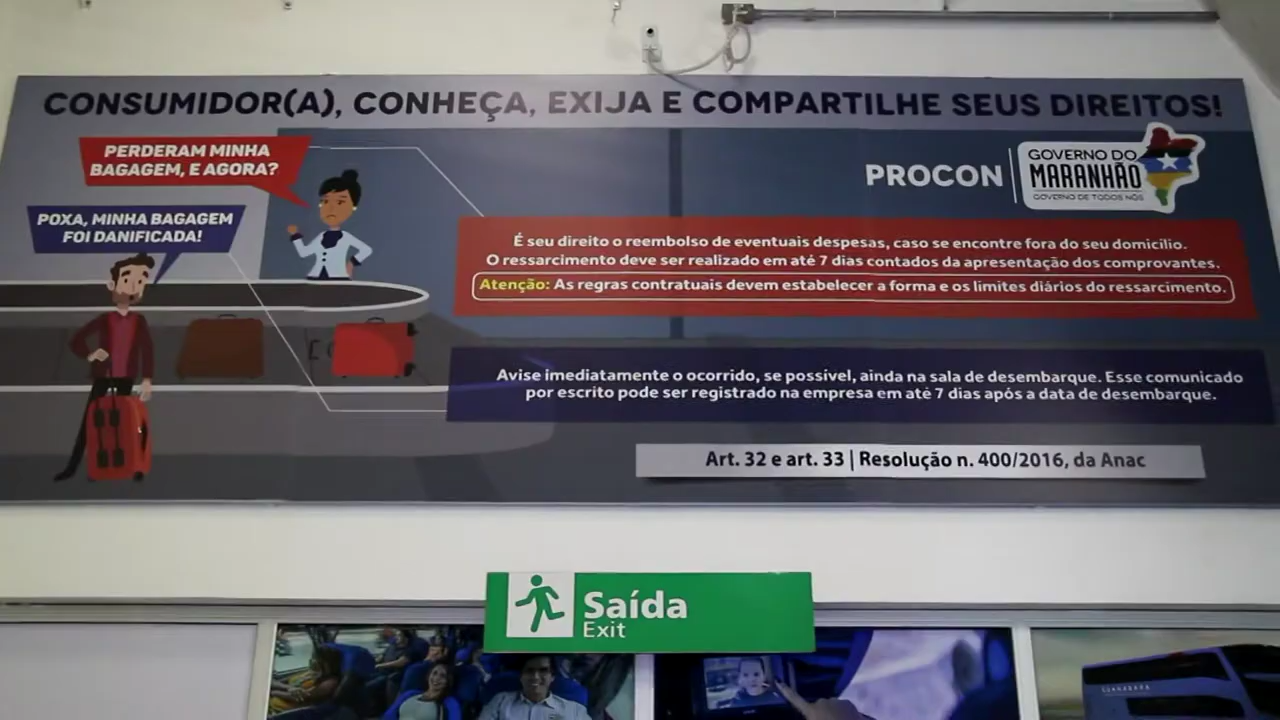 CONSUMIDOR(A), CONHEÇA, EXIJA E COMPARTILHE SEUS DIREITOS!
PERDERAM MINHA
BAGAGEM, E AGORA?
POXA, MINHA BAGAGEM
FOI DANIFICADA!
PROCON
GOVERNO DO
MARANHÃO
GOVERNO DE TODOS NÓS
É seu direito o reembolso de eventuais despesas, caso se encontre fora do seu domicílio.
O ressarcimento deve ser realizado em até 7 dias contados da apresentação dos comprovantes.
Atenção: As regras contratuais devem estabelecer a forma e os limites diários do ressarcimento.
Avise imediatamente o ocorrido, se possível, ainda na sala de desembarque. Esse comunicado
por escrito pode ser registrado na empresa em até 7 dias após a data de desembarque.
Art. 32 e art. 33 | Resolução n. 400/2016, da Anac
Saída
Exit